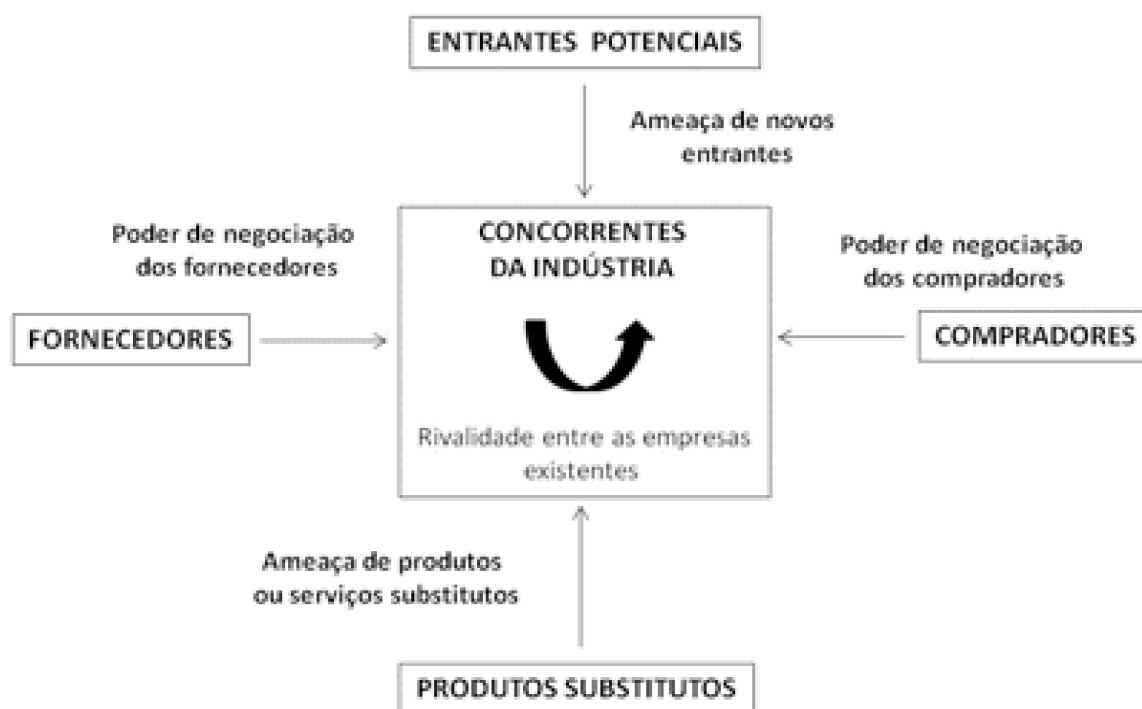 ENTRANTES POTENCIAIS
Ameaça de novos
entrantes
Poder de negociação
dos fornecedores
FORNECEDORES
CONCORRENTES
DA INDÚSTRIA
Rivalidade entre as empresas
existentes
Poder de negociação
dos compradores
COMPRADORES
Ameaça de produtos
ou serviços substitutos
PRODUTOS SUBSTITUTOS